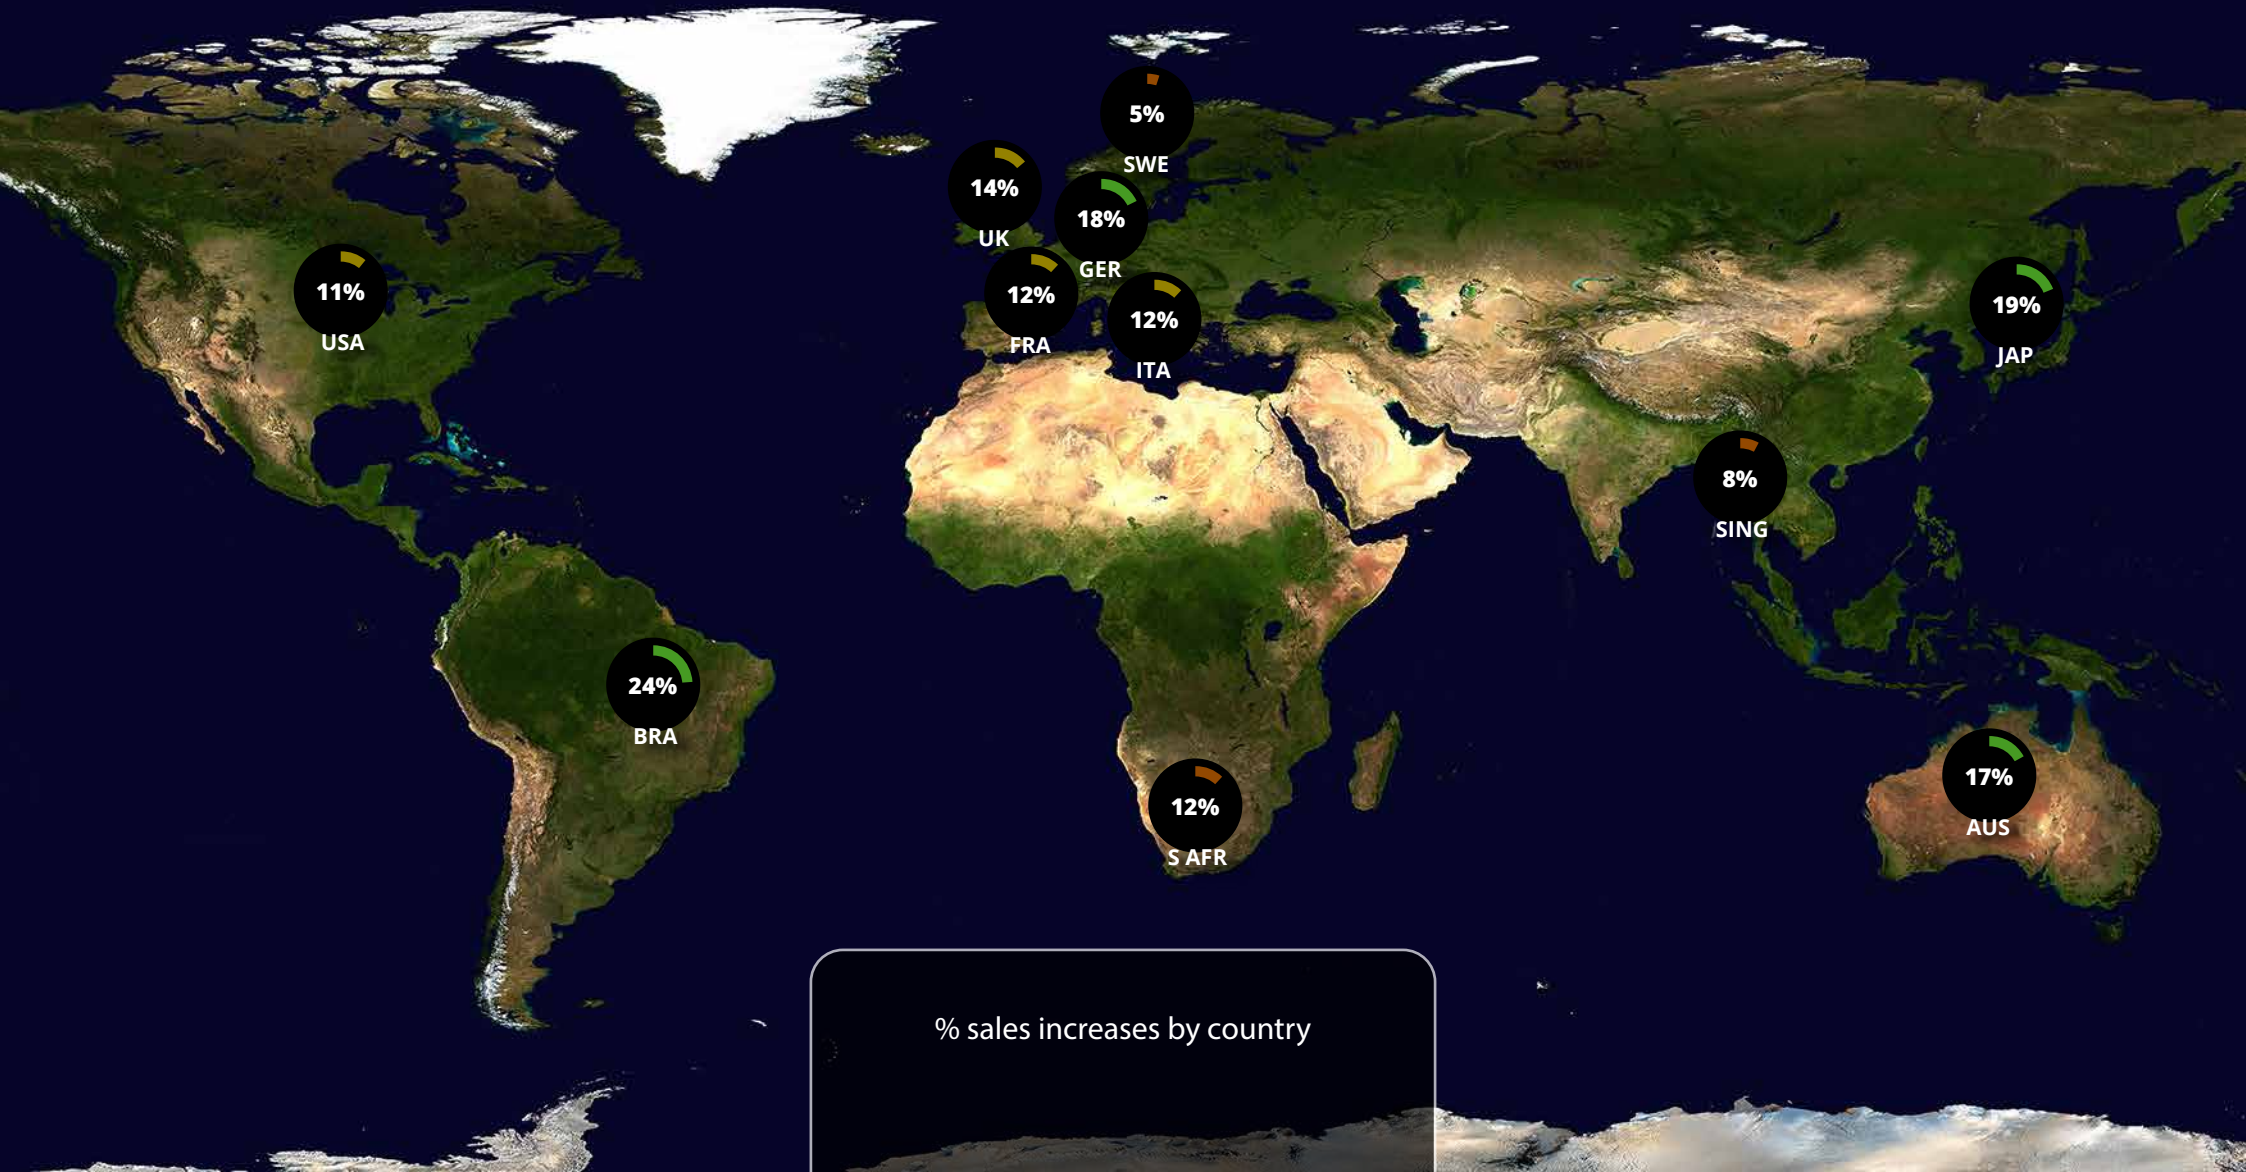 5%
SWE
14%
UK
18%
GER
11%
USA
12%
FRA
12%
ITA
19%
JAP
8%
SING
24%
BRA
17%
AUS
12%
S AFR
% sales increases by country